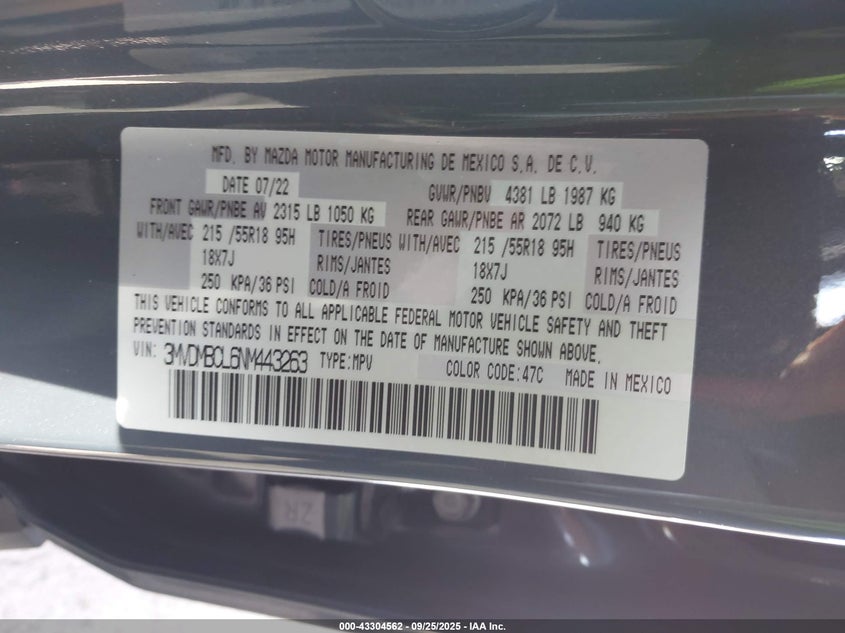 MFD. BY MAZDA MOTOR MANUFACTURING DE MEXICO S.A. DE C.V.
DATE 07/22 GVWR/PNBV 4381 LB 1987 KG
FRONT GAWR/PNBE AV 2315 LB 1050 KG REAR GAWR/PNBE AR 2072 LB 940 KG
WITH/AVEC 215 /55R18 95H TIRES/PNEUS WITH/AVEC 215 /55R18 95H TIRES/PNEUS
18X7J RIMS/JANTES 18X7J RIMS/JANTES
250 KPA/36 PSI COLD/A FROID 250 KPA/36 PSI COLD/A FROID
THIS VEHICLE CONFORMS TO ALL APPLICABLE FEDERAL MOTOR VEHICLE SAFETY AND THEFT
PREVENTION STANDARDS IN EFFECT ON THE DATE OF MANUFACTURE SHOWN ABOVE.
VIN: 3MVDMBCL6NM443263 TYPE:MPV COLOR CODE:47C MADE IN MEXICO
ZR
000-43304562 - 09/25/2025 - IAA Inc.